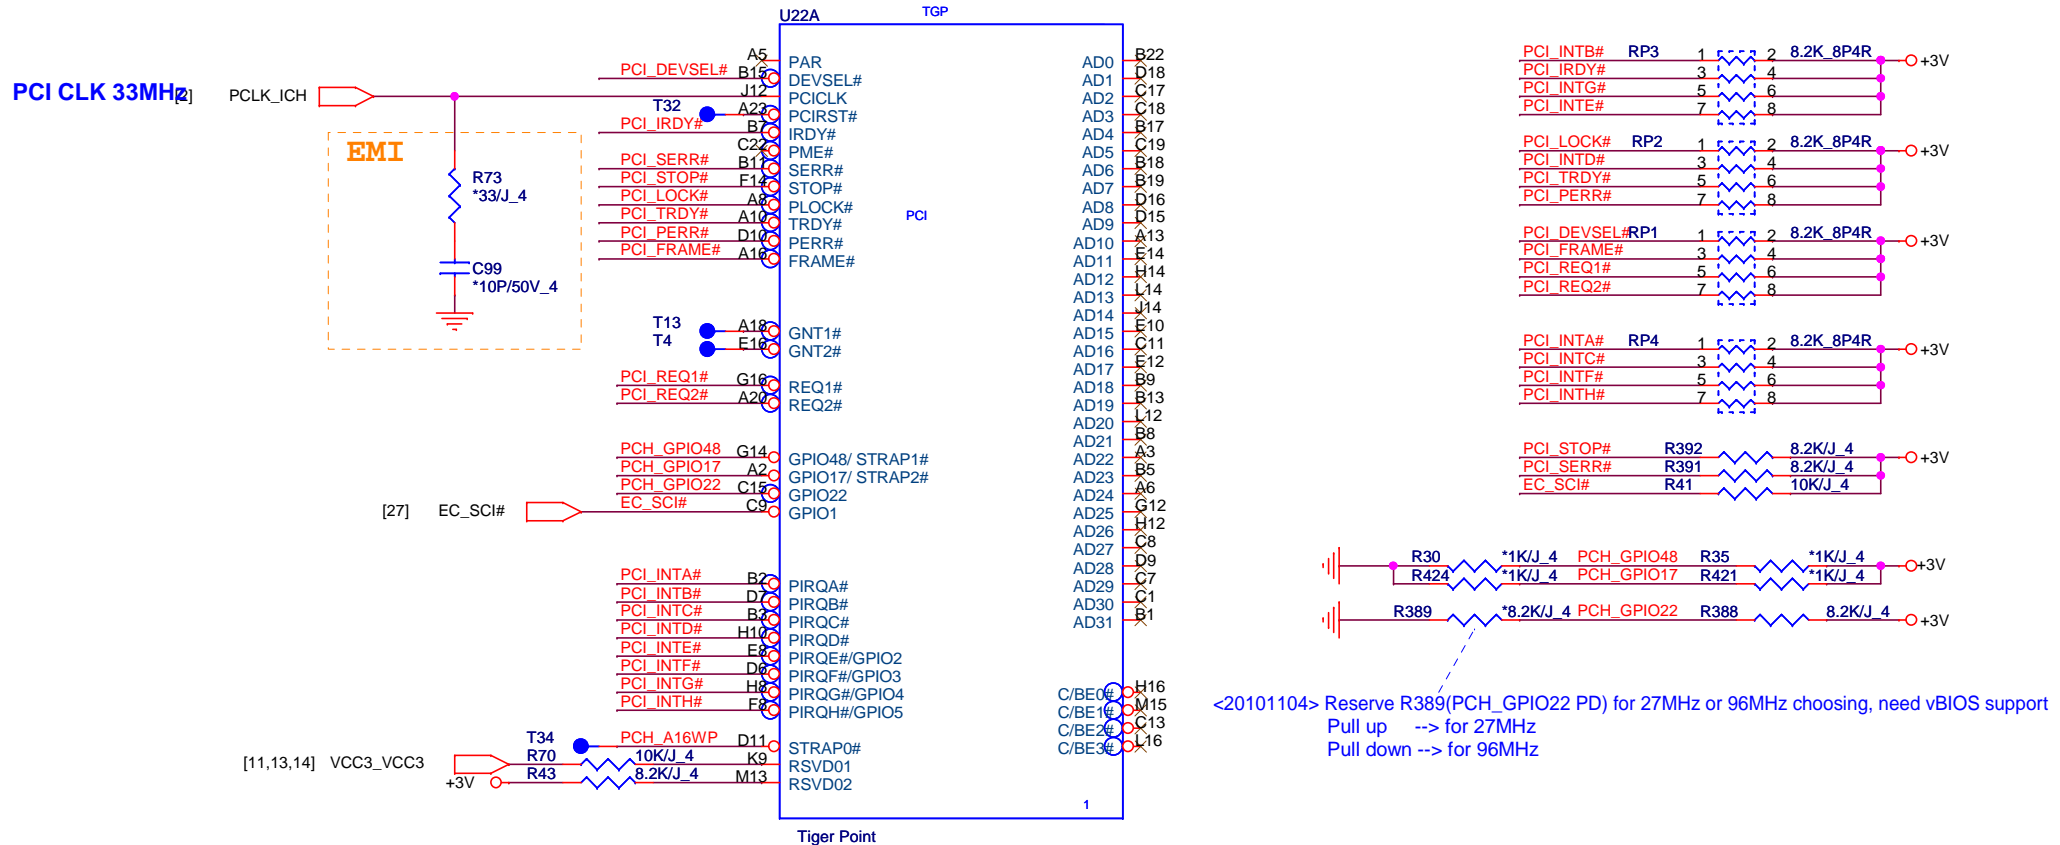 U22A
TGP
PCI CLK 33MHz
[2]
PCLK_ICH
EMI
R73
*33/J_4
C99
*10P/50V_4
PCI_DEVSEL#
T32
PCI_IRDY#
PCI_SERR#
PCI_STOP#
PCI_LOCK#
PCI_TRDY#
PCI_PERR#
PCI_FRAME#
T13
T4
PCI_REQ1#
PCI_REQ2#
PCH_GPIO48
PCH_GPIO17
PCH_GPIO22
[27] EC_SCI#
EC_SCI#
PCI_INTA#
PCI_INTB#
PCI_INTC#
PCI_INTD#
PCI_INTE#
PCI_INTF#
PCI_INTG#
PCI_INTH#
T34
PCH_A16WP
[11,13,14] VCC3_VCC3
R70
10K/J_4
+3V
R43
8.2K/J_4
A5 PAR
B15 DEVSEL#
J12 PCICLK
A23 PCIRST#
B7 IRDY#
C22 PME#
B11 SERR#
F14 STOP#
A8 PLOCK#
A10 TRDY#
D10 PERR#
A16 FRAME#
A18 GNT1#
E16 GNT2#
G16 REQ1#
A20 REQ2#
G14 GPIO48/ STRAP1#
A2 GPIO17/ STRAP2#
C15 GPIO22
C9 GPIO1
B2 PIRQA#
D7 PIRQB#
B3 PIRQC#
H10 PIRQD#
E8 PIRQE#/GPIO2
D6 PIRQF#/GPIO3
H8 PIRQG#/GPIO4
F8 PIRQH#/GPIO5
D11 STRAP0#
K9 RSVD01
M13 RSVD02
PCI
AD0 B22
AD1 D18
AD2 C17
AD3 C18
AD4 B17
AD5 C19
AD6 B18
AD7 B19
AD8 D16
AD9 D15
AD10 A13
AD11 E14
AD12 H14
AD13 L14
AD14 J14
AD15 E10
AD16 C11
AD17 E12
AD18 B9
AD19 B13
AD20 L12
AD21 B8
AD22 A3
AD23 B5
AD24 A6
AD25 G12
AD26 H12
AD27 C8
AD28 D9
AD29 C7
AD30 C1
AD31 B1
C/BE0# H16
C/BE1# M15
C/BE2# C13
C/BE3# L16
1
Tiger Point
PCI_INTB# RP3 1 2 8.2K_8P4R +3V
PCI_IRDY# 3 4
PCI_INTG# 5 6
PCI_INTE# 7 8
PCI_LOCK# RP2 1 2 8.2K_8P4R +3V
PCI_INTD# 3 4
PCI_TRDY# 5 6
PCI_PERR# 7 8
PCI_DEVSEL# RP1 1 2 8.2K_8P4R +3V
PCI_FRAME# 3 4
PCI_REQ1# 5 6
PCI_REQ2# 7 8
PCI_INTA# RP4 1 2 8.2K_8P4R +3V
PCI_INTC# 3 4
PCI_INTF# 5 6
PCI_INTH# 7 8
PCI_STOP# R392 8.2K/J_4 +3V
PCI_SERR# R391 8.2K/J_4
EC_SCI# R41 10K/J_4
R30 *1K/J_4 PCH_GPIO48 R35 *1K/J_4 +3V
R424 *1K/J_4 PCH_GPIO17 R421 *1K/J_4
R389 *8.2K/J_4 PCH_GPIO22 R388 8.2K/J_4 +3V
<20101104> Reserve R389(PCH_GPIO22 PD) for 27MHz or 96MHz choosing, need vBIOS support
Pull up --> for 27MHz
Pull down --> for 96MHz